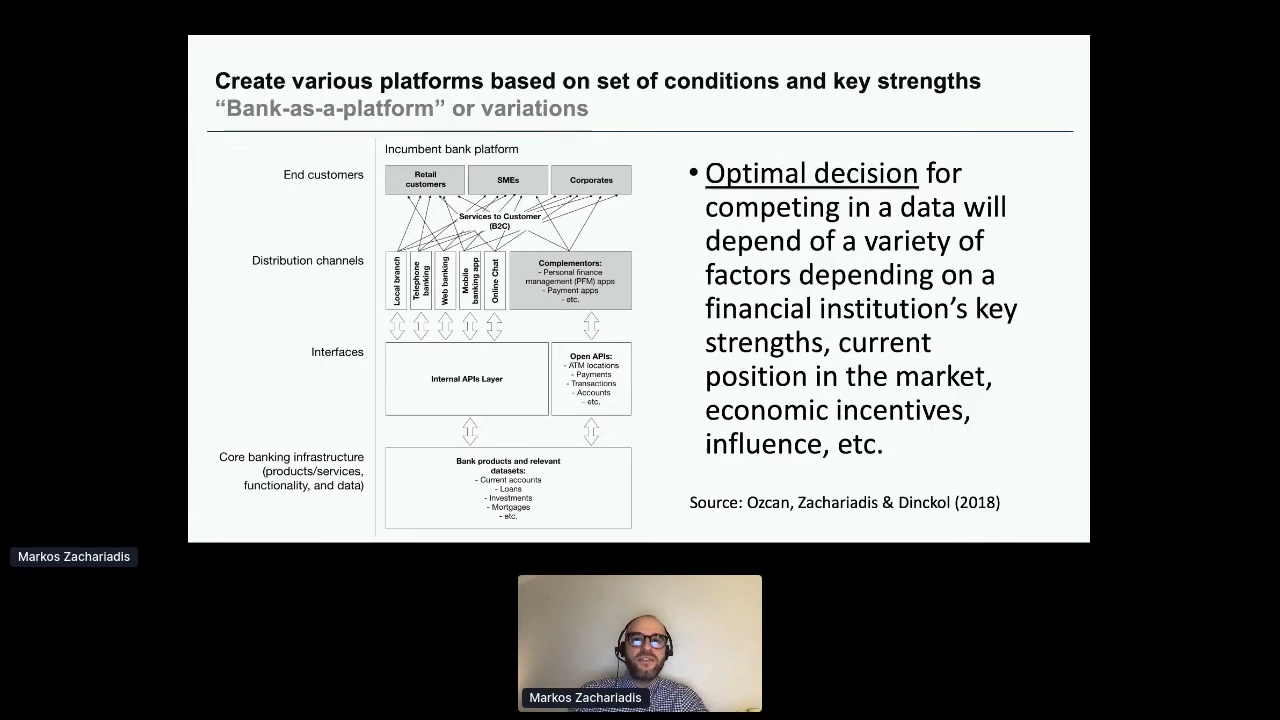 Create various platforms based on set of conditions and key strengths
“Bank-as-a-platform” or variations
Incumbent bank platform
End customers
Retail
customers
SMEs
Corporates
Services to Customer
(B2C)
Distribution channels
Local branch
Telephone
banking
Web banking
Mobile
banking app
Online Chat
Complementors:
- Personal finance
management (PFM) apps
- Payment apps
- etc.
Interfaces
Internal APIs Layer
Open APIs:
- ATM locations
- Payments
- Transactions
- Accounts
- etc.
Core banking infrastructure
(products/services,
functionality, and data)
Bank products and relevant
datasets:
- Current accounts
- Loans
- Investments
- Mortgages
- etc.
• Optimal decision for
competing in a data will
depend of a variety of
factors depending on a
financial institution’s key
strengths, current
position in the market,
economic incentives,
influence, etc.
Source: Ozcan, Zachariadis & Dinckol (2018)
Markos Zachariadis
Markos Zachariadis